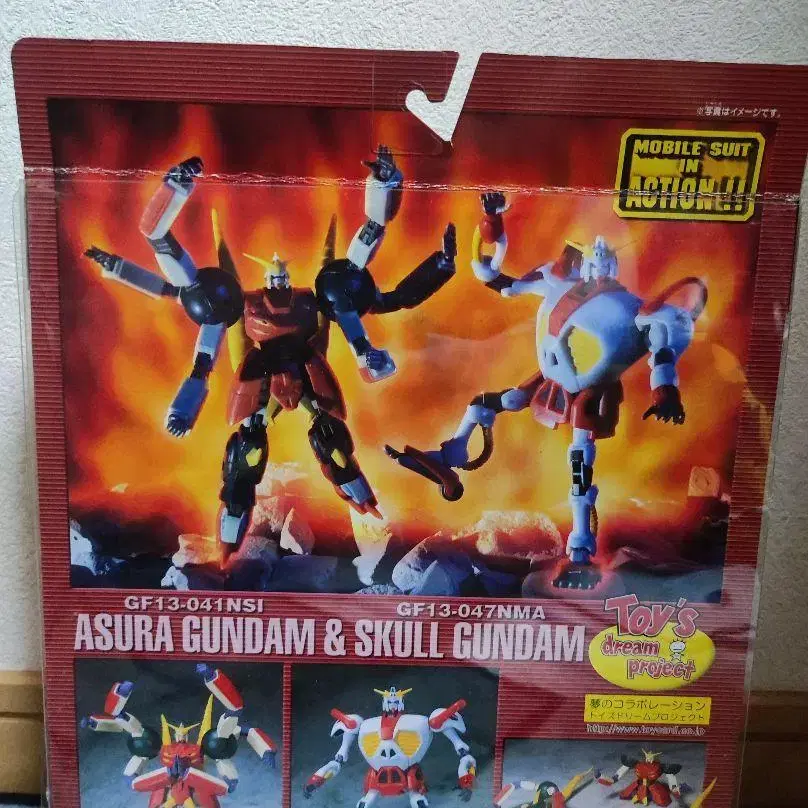 ※写真はイメージです。
MOBILE SUIT
IN
ACTION!!
GF13-041NSI
GF13-047NMA
ASURA GUNDAM & SKULL GUNDAM
Toy's
dream
project
夢のコラボレーション
トイズドリームプロジェクト
http://www.toycard.co.jp